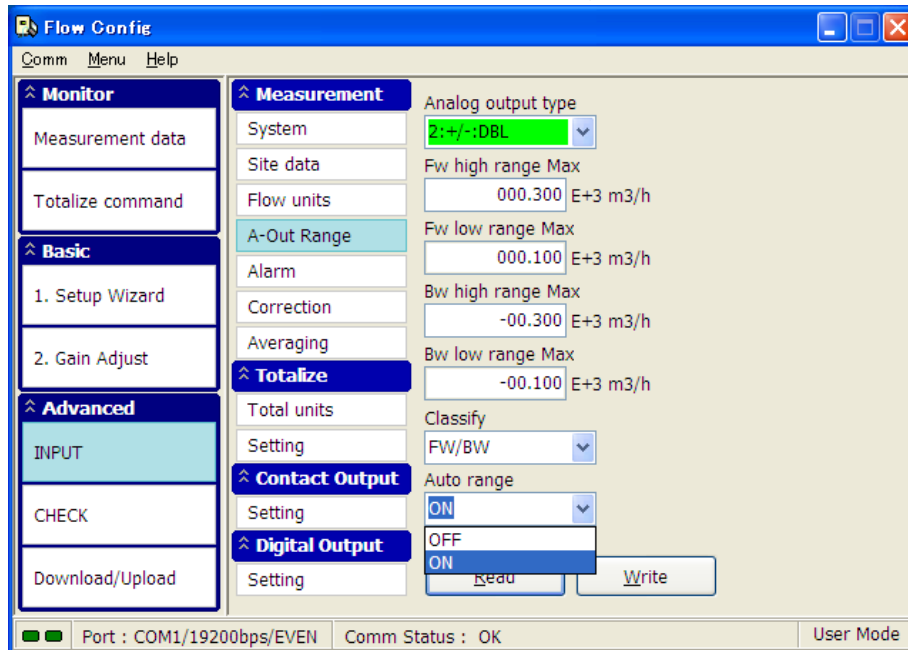 Flow Config
Comm Menu Help
Monitor
Measurement data
Totalize command
Basic
1. Setup Wizard
2. Gain Adjust
Advanced
INPUT
CHECK
Download/Upload
Measurement
System
Site data
Flow units
A-Out Range
Alarm
Correction
Averaging
Totalize
Total units
Setting
Contact Output
Setting
Digital Output
Setting
Analog output type
2:+/-:DBL
Fw high range Max
000.300 E+3 m3/h
Fw low range Max
000.100 E+3 m3/h
Bw high range Max
-00.300 E+3 m3/h
Bw low range Max
-00.100 E+3 m3/h
Classify
FW/BW
Auto range
ON
OFF
ON
Read Write
Port : COM1/19200bps/EVEN Comm Status : OK User Mode